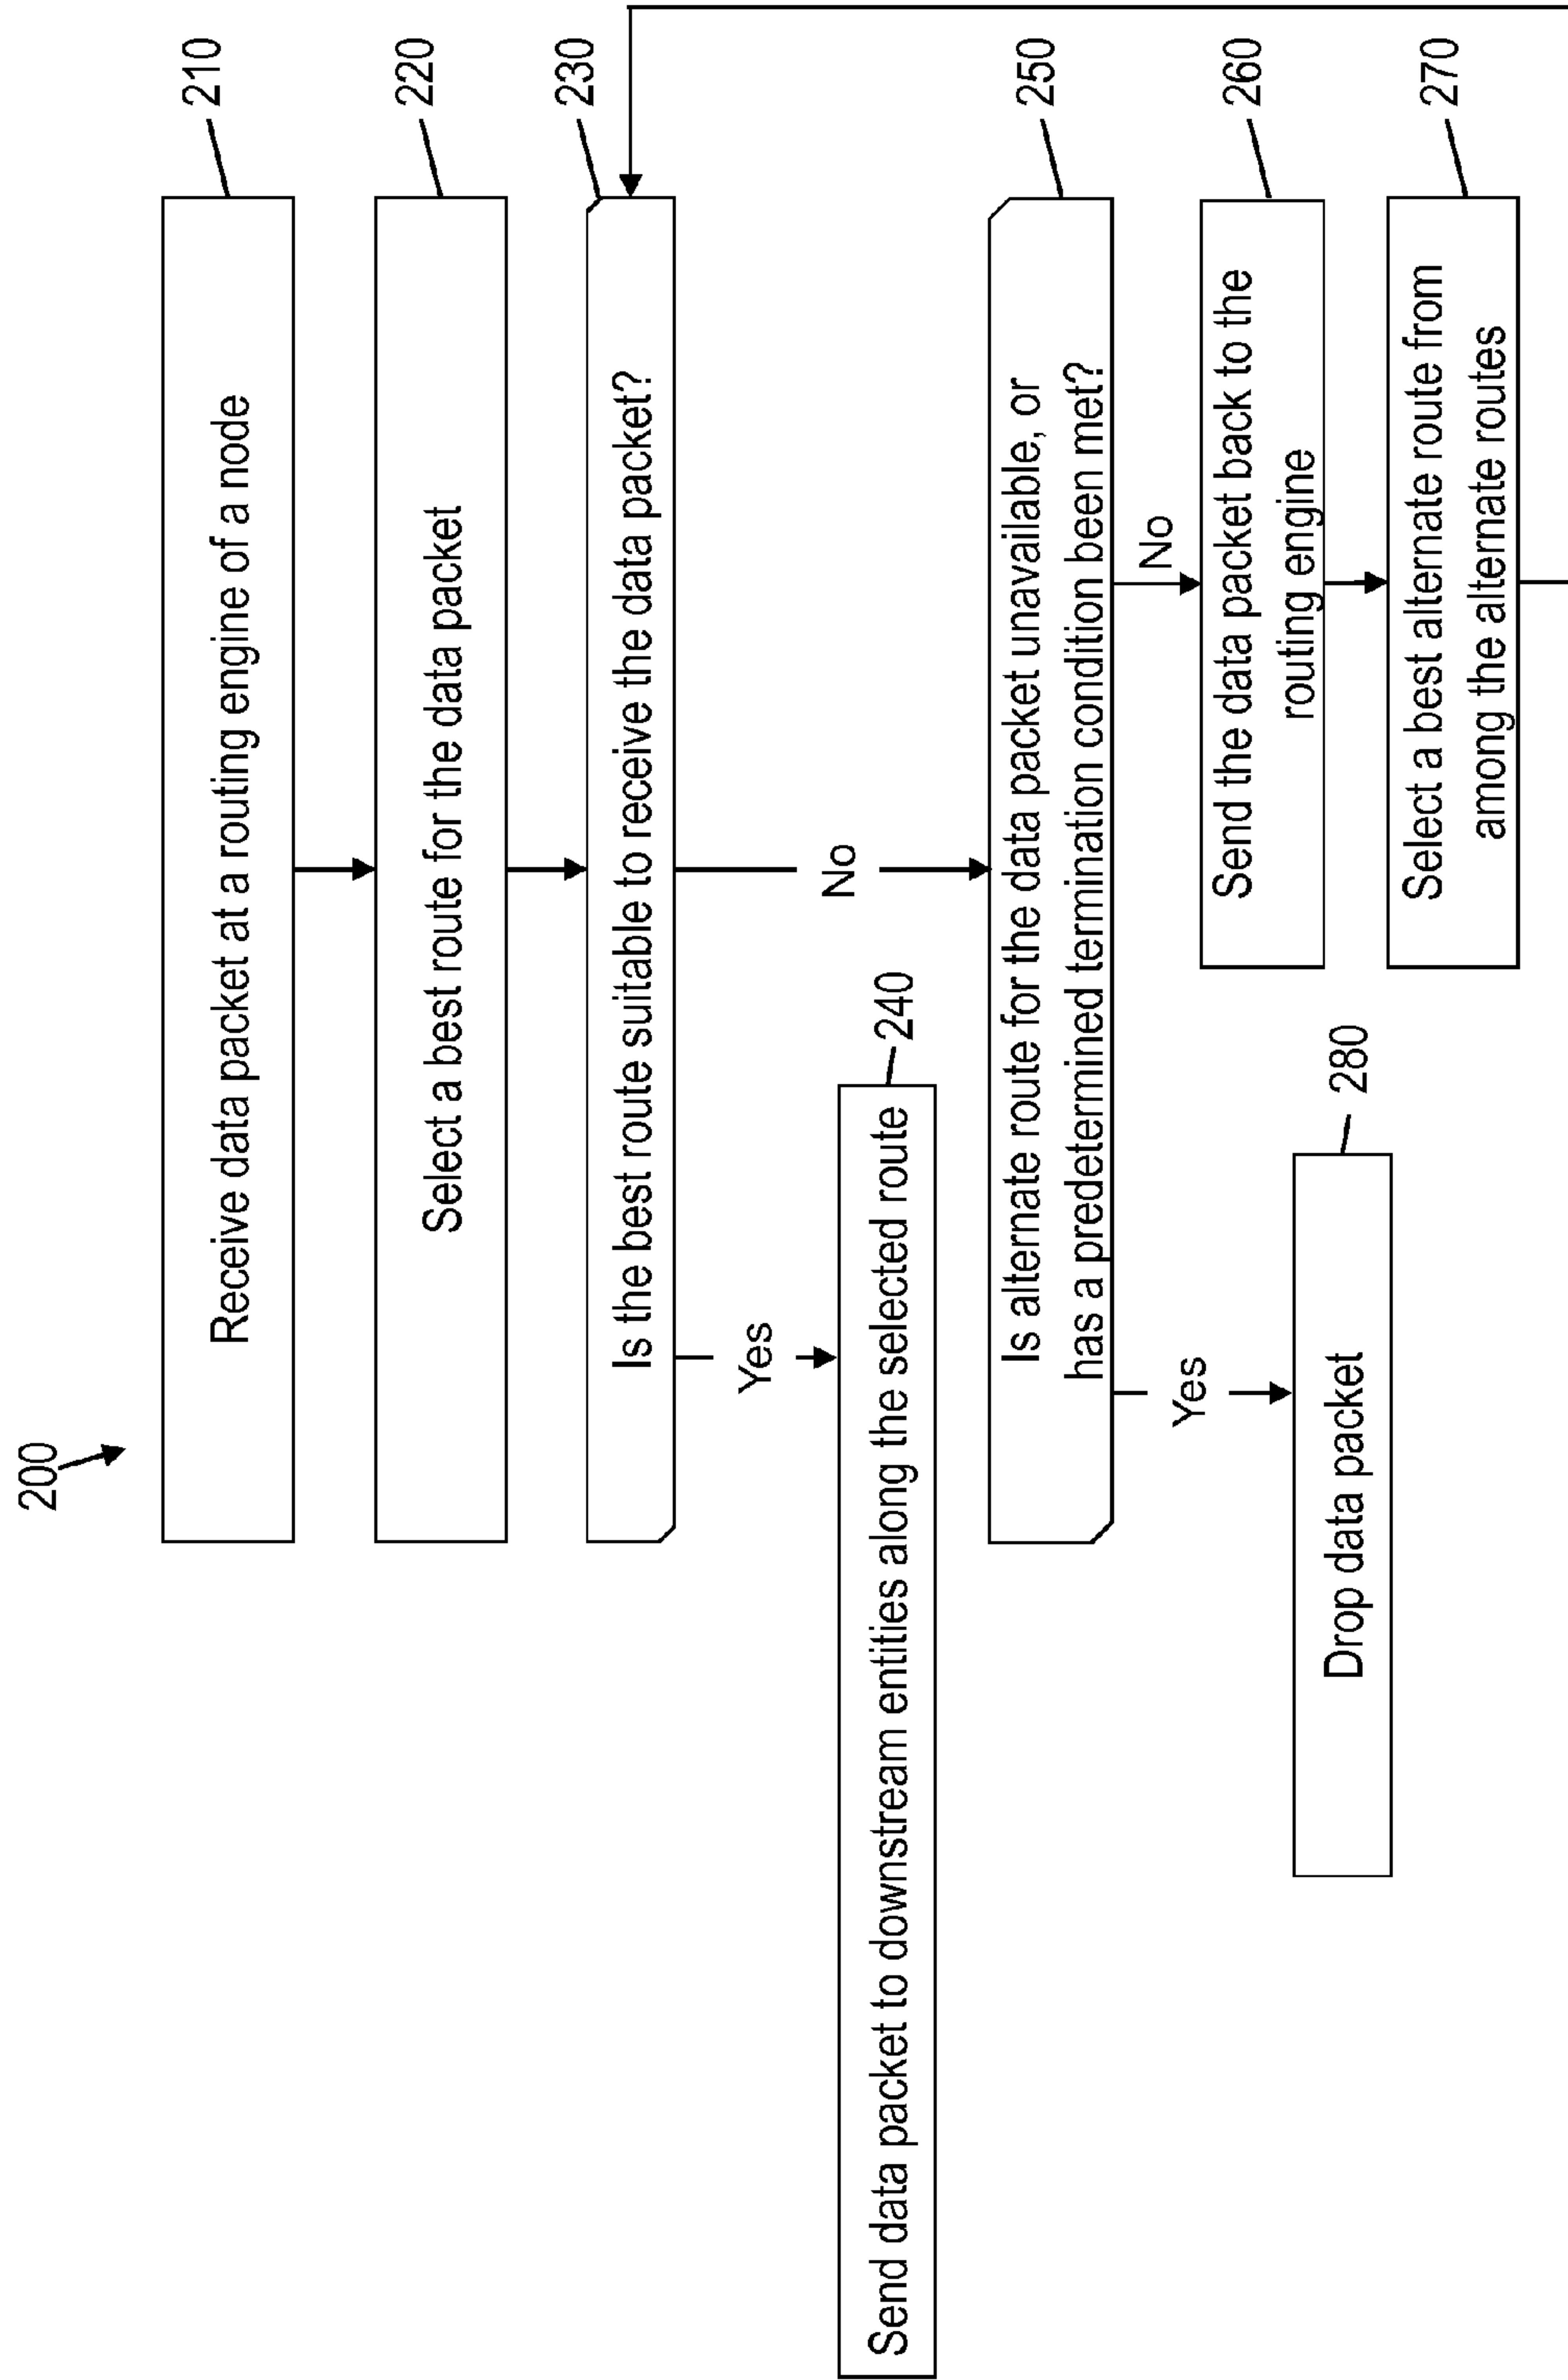 200
Receive data packet at a routing engine of a node
210
Select a best route for the data packet
220
Is the best route suitable to receive the data packet?
230
Yes
No
Send data packet to downstream entities along the selected route
240
Is alternate route for the data packet unavailable, or
has a predetermined termination condition been met?
250
Yes
No
Send the data packet back to the
routing engine
260
Drop data packet
280
Select a best alternate route from
among the alternate routes
270